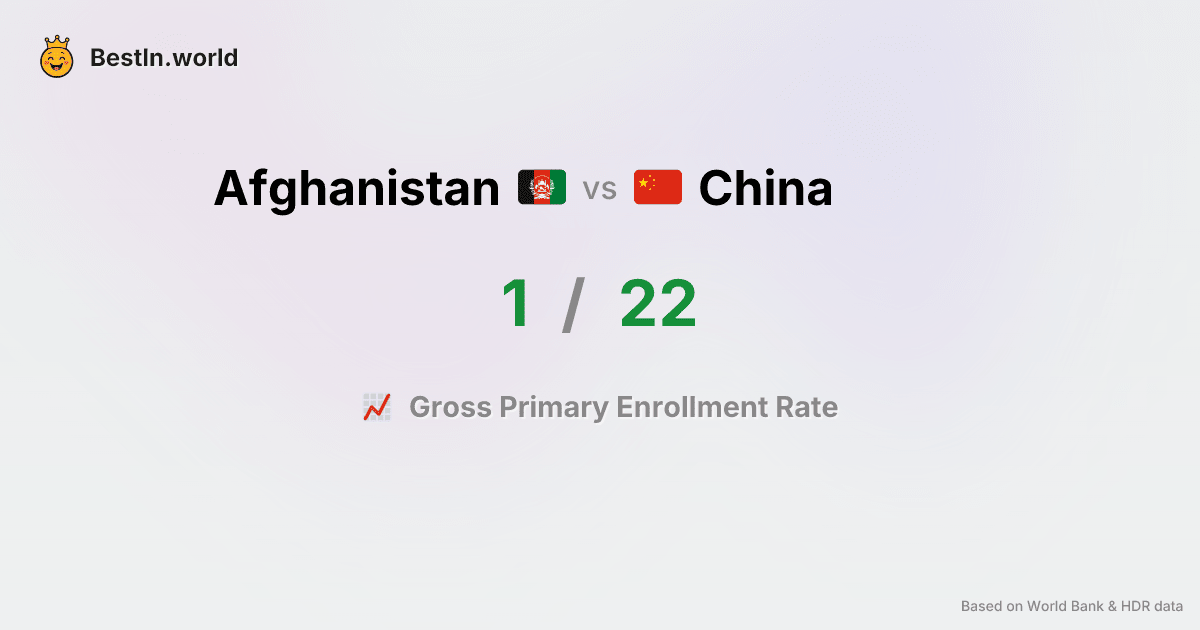 BestIn.world
Afghanistan vs China
1 / 22
Gross Primary Enrollment Rate
Based on World Bank & HDR data